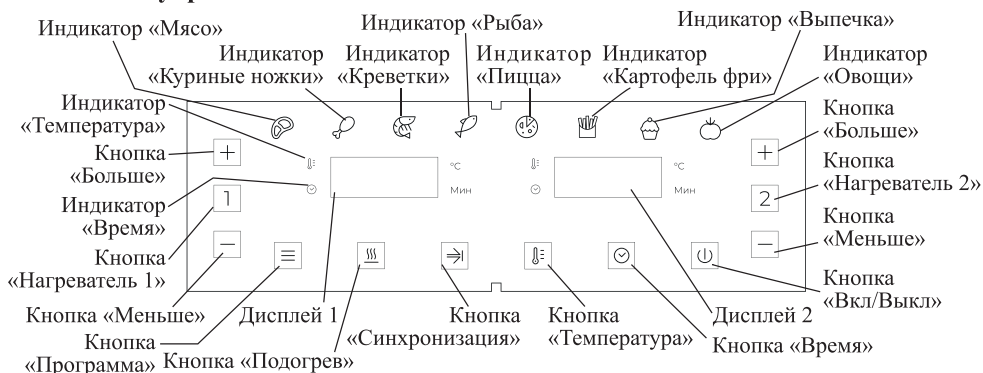 Индикатор «Мясо»
Индикатор «Рыба»
Индикатор «Выпечка»
Индикатор
«Куриные ножки»
Индикатор
«Креветки»
Индикатор
«Пицца»
Индикатор
«Картофель фри»
Индикатор
«Овощи»
Индикатор
«Температура»
Кнопка
«Больше»
Индикатор
«Время»
Кнопка
«Нагреватель 1»
Кнопка «Меньше»
Кнопка
«Программа»
+
1
−
°C
Мин
°C
Мин
+
2
−
Кнопка
«Больше»
Кнопка
«Нагреватель 2»
Кнопка
«Меньше»
Кнопка
«Вкл/Выкл»
Дисплей 1
Кнопка «Подогрев»
Кнопка
«Синхронизация»
Кнопка
«Температура»
Дисплей 2
Кнопка «Время»